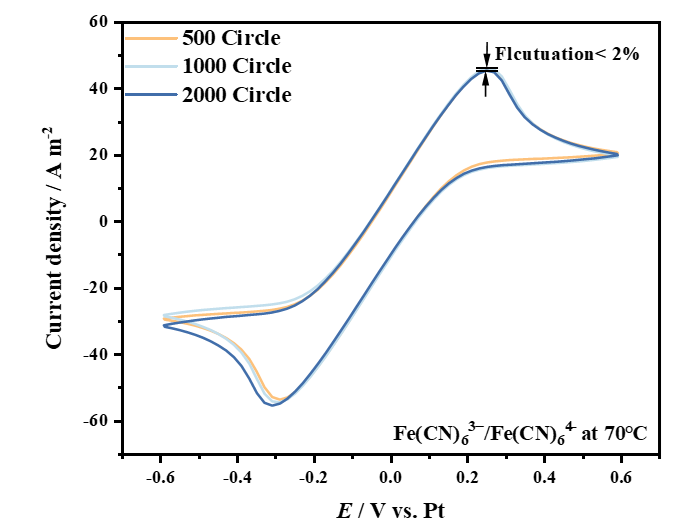 60
40
20
0
-20
-40
-60
Current density / A m⁻²
500 Circle
1000 Circle
2000 Circle
Flcutuation< 2%
Fe(CN)₆³⁻/Fe(CN)₆⁴⁻ at 70°C
-0.6 -0.4 -0.2 0.0 0.2 0.4 0.6
E / V vs. Pt